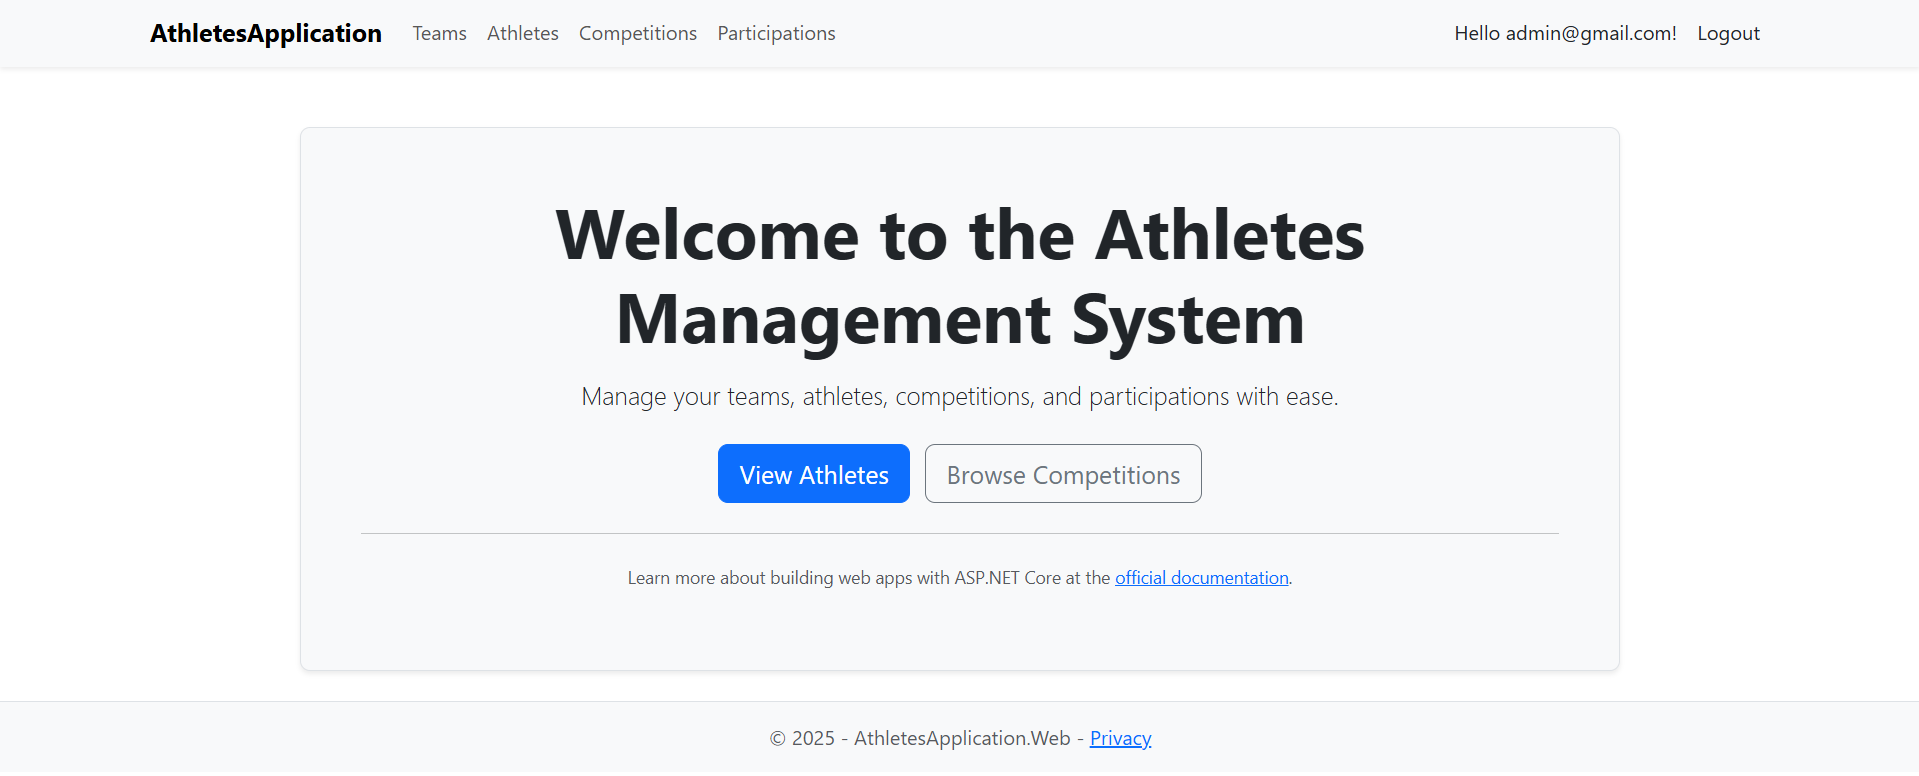 AthletesApplication Teams Athletes Competitions Participations Hello admin@gmail.com! Logout
Welcome to the Athletes
Management System
Manage your teams, athletes, competitions, and participations with ease.
View Athletes Browse Competitions
Learn more about building web apps with ASP.NET Core at the official documentation.
© 2025 - AthletesApplication.Web - Privacy